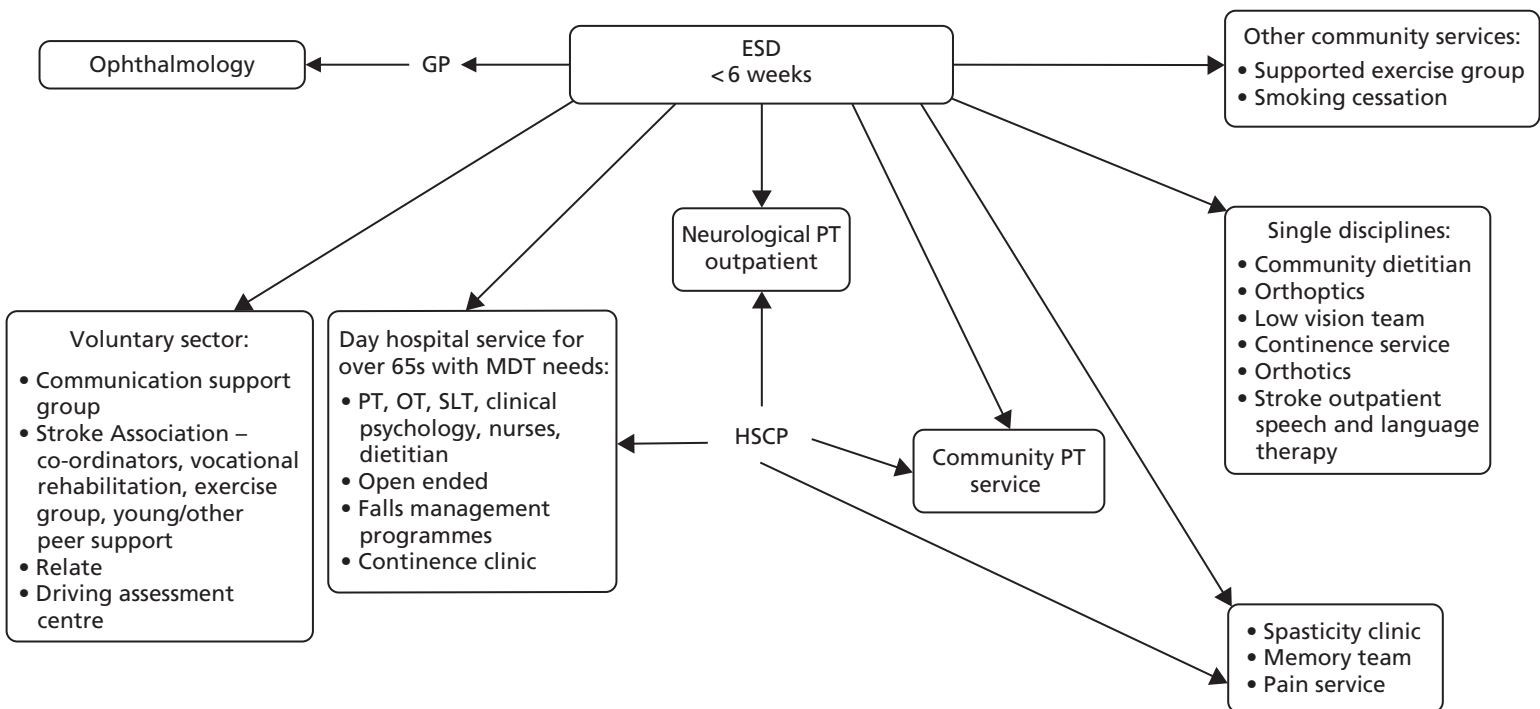 Ophthalmology
GP
ESD
<6 weeks
Other community services:
• Supported exercise group
• Smoking cessation
Neurological PT
outpatient
Single disciplines:
• Community dietitian
• Orthoptics
• Low vision team
• Continence service
• Orthotics
• Stroke outpatient
speech and language
therapy
Voluntary sector:
• Communication support
group
• Stroke Association –
co-ordinators, vocational
rehabilitation, exercise
group, young/other
peer support
• Relate
• Driving assessment
centre
Day hospital service for
over 65s with MDT needs:
• PT, OT, SLT, clinical
psychology, nurses,
dietitian
• Open ended
• Falls management
programmes
• Continence clinic
HSCP
Community PT
service
• Spasticity clinic
• Memory team
• Pain service